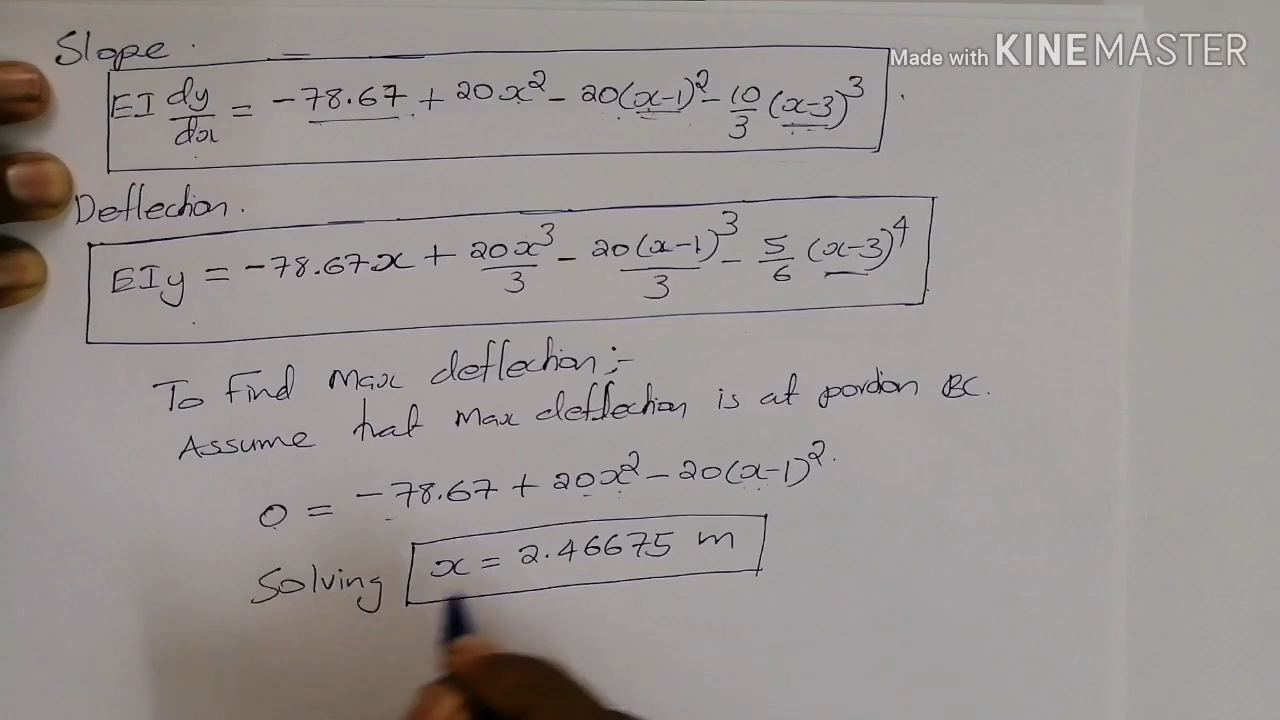 Slope.
Made with KINEMASTER
EI dy/dx = -78.67 + 20x² - 20(x-1)² - 10/3 (x-3)³.
Deflection.
EIy = -78.67x + 20x³/3 - 20(x-1)³/3 - 5/6 (x-3)⁴
To find Max deflection:-
Assume that Max deflection is at portion BC.
0 = -78.67 + 20x² - 20(x-1)².
Solving x = 2.46675 m